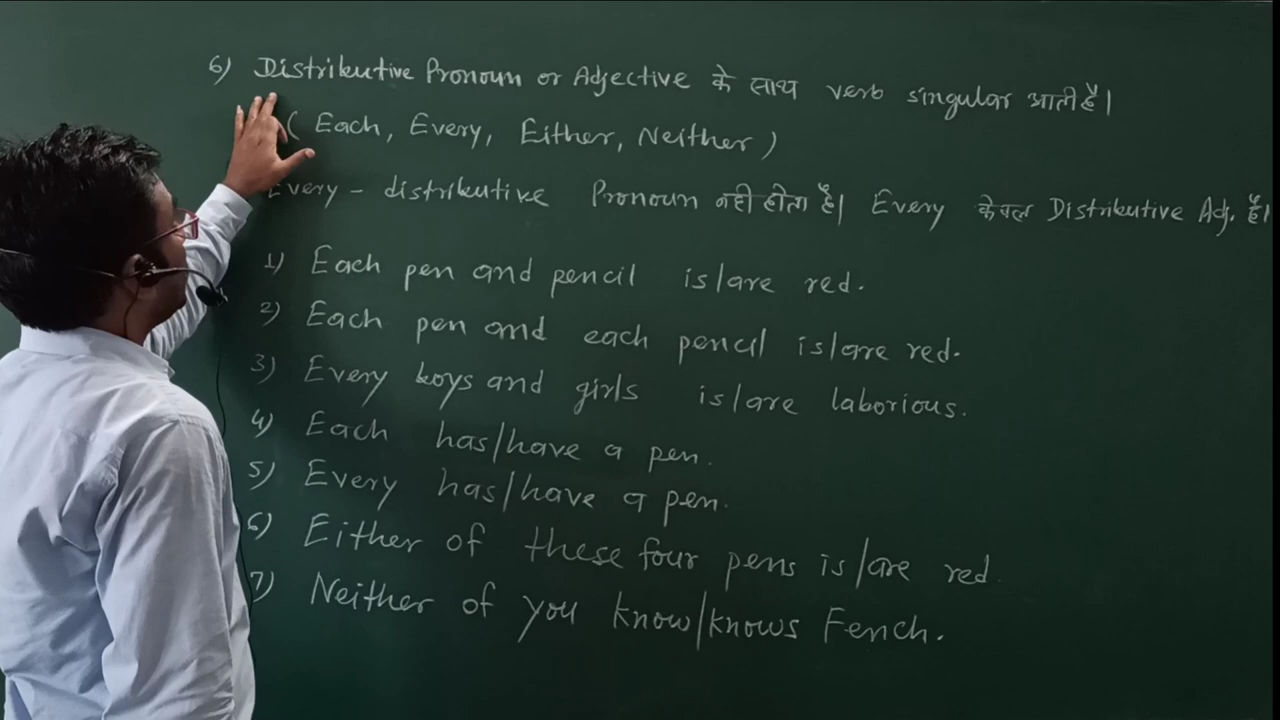 6) Distributive Pronoun or Adjective के साथ verb singular आती है।
( Each, Every, Either, Neither )
Every - distributive Pronoun नही होता है। Every केवल Distributive Adj. है।
1) Each pen and pencil is/are red.
2) Each pen and each pencil is/are red.
3) Every boys and girls is/are laborious.
4) Each has/have a pen.
5) Every has/have a pen.
6) Either of these four pens is/are red.
7) Neither of you know/knows Fench.